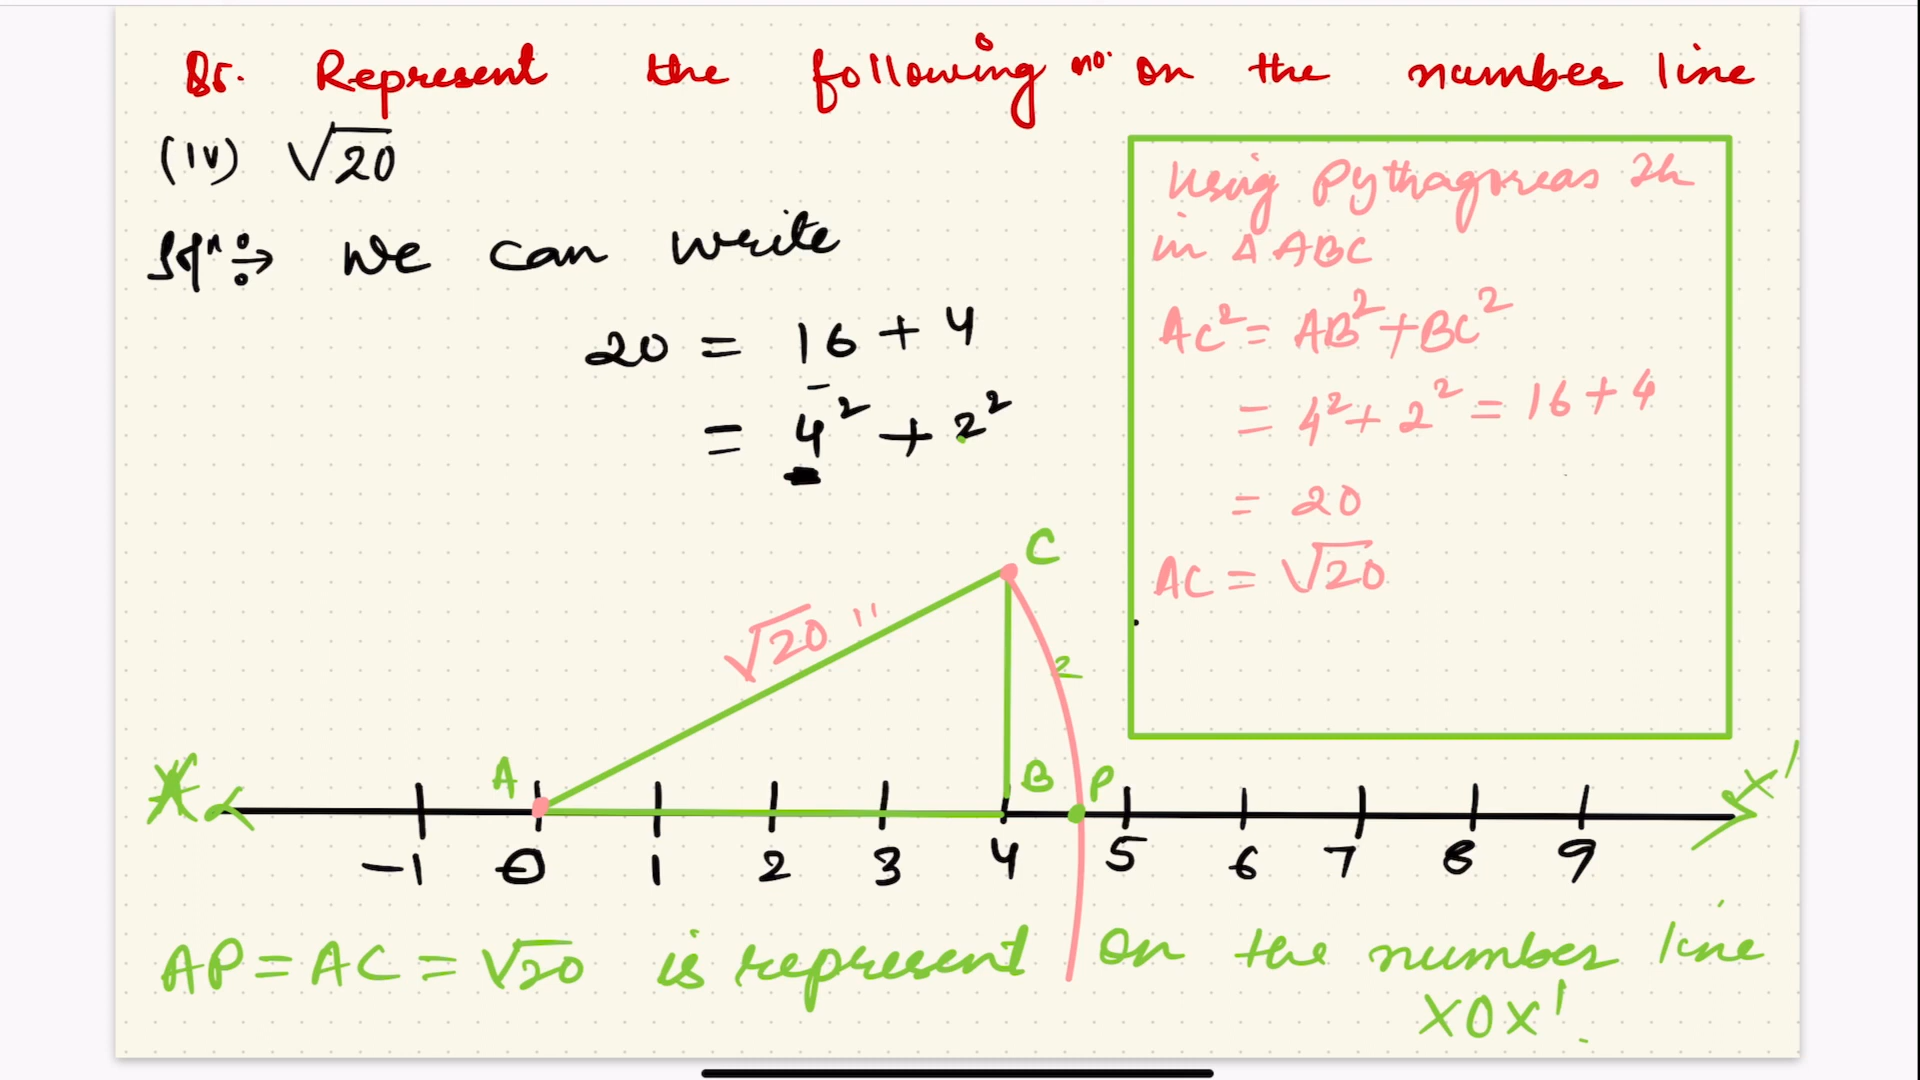 Represent the following no. on the number line
(iv) √20
Solⁿ :→ We can write
20 = 16 + 4
= 4² + 2²
Using Pythagoreas Th
in △ ABC
AC² = AB² + BC²
= 4² + 2² = 16 + 4
= 20
AC = √20
C
√20 "
2
A B P
X X'
-1 0 1 2 3 4 5 6 7 8 9
AP = AC = √20 is represent on the number line
XOX'.